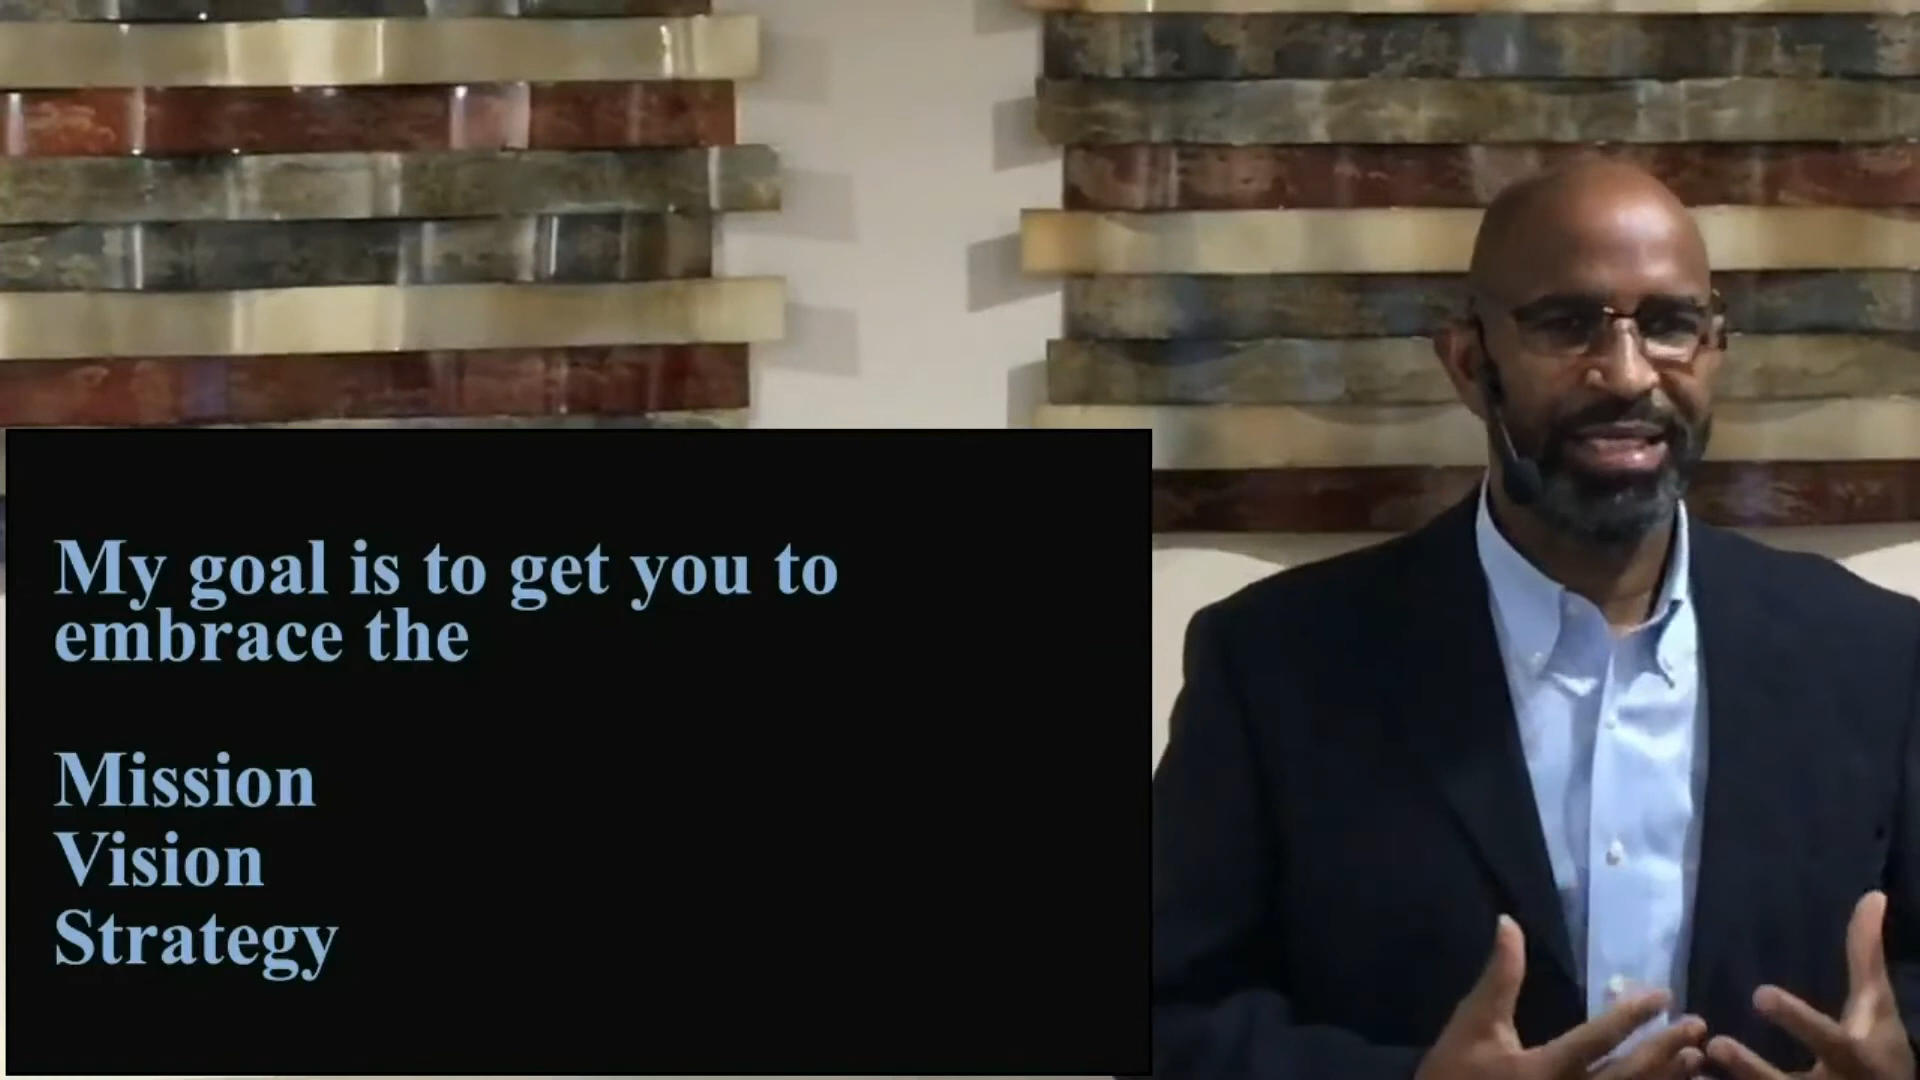 My goal is to get you to
embrace the
Mission
Vision
Strategy